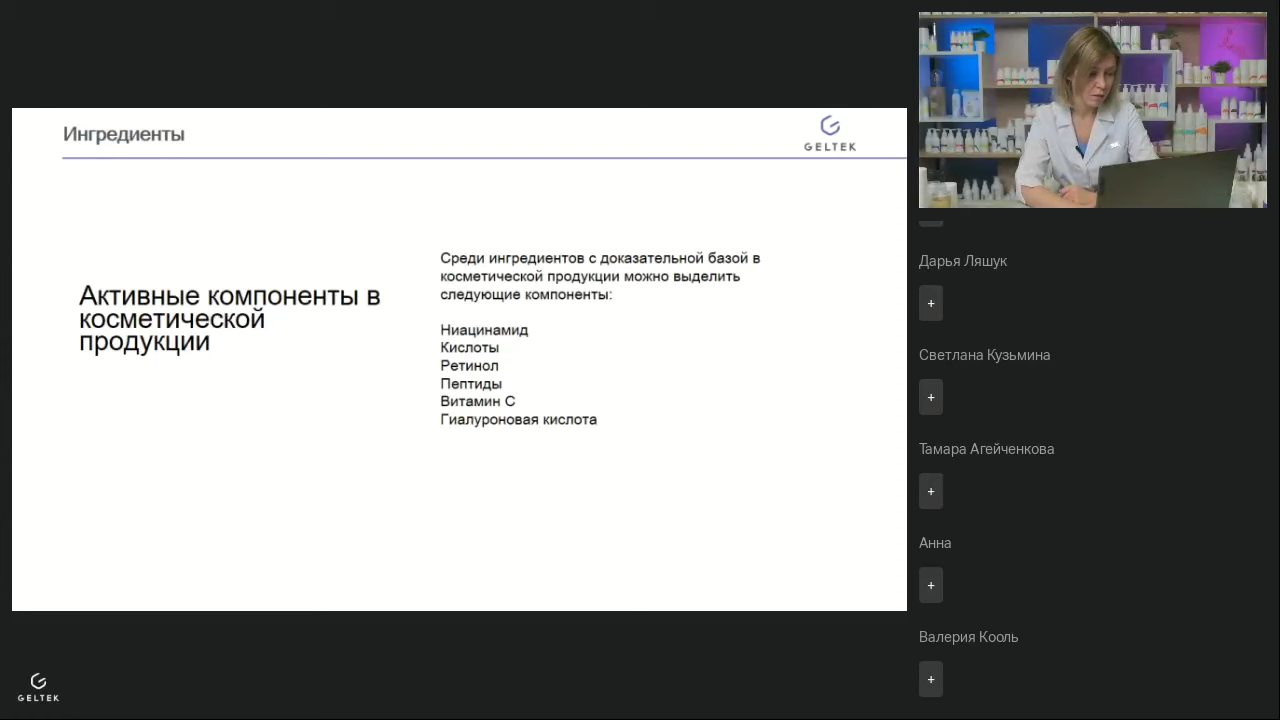 Ингредиенты
GELTEK
Активные компоненты в
косметической
продукции
Среди ингредиентов с доказательной базой в
косметической продукции можно выделить
следующие компоненты:
Ниацинамид
Кислоты
Ретинол
Пептиды
Витамин С
Гиалуроновая кислота
GELTEK
Дарья Ляшук
+
Светлана Кузьмина
+
Тамара Агейченкова
+
Анна
+
Валерия Кооль
+